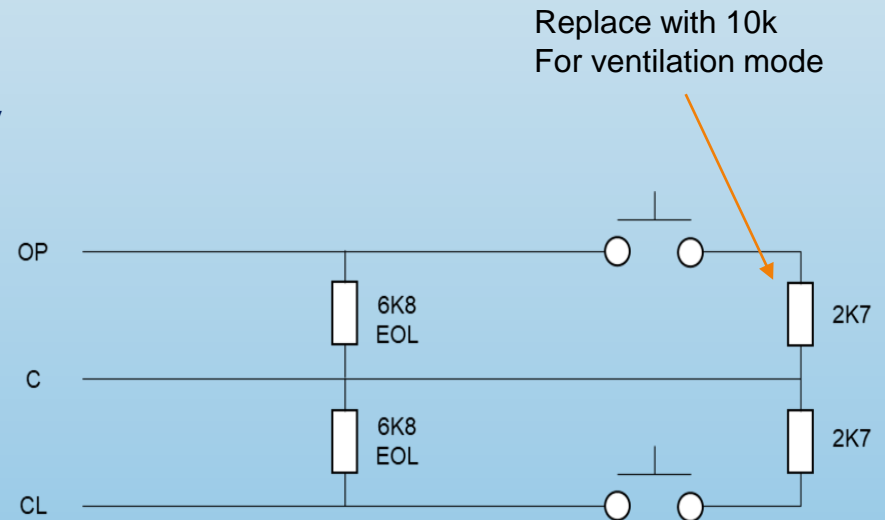 Replace with 10k
For ventilation mode
OP
6K8
EOL
2K7
C
6K8
EOL
2K7
CL